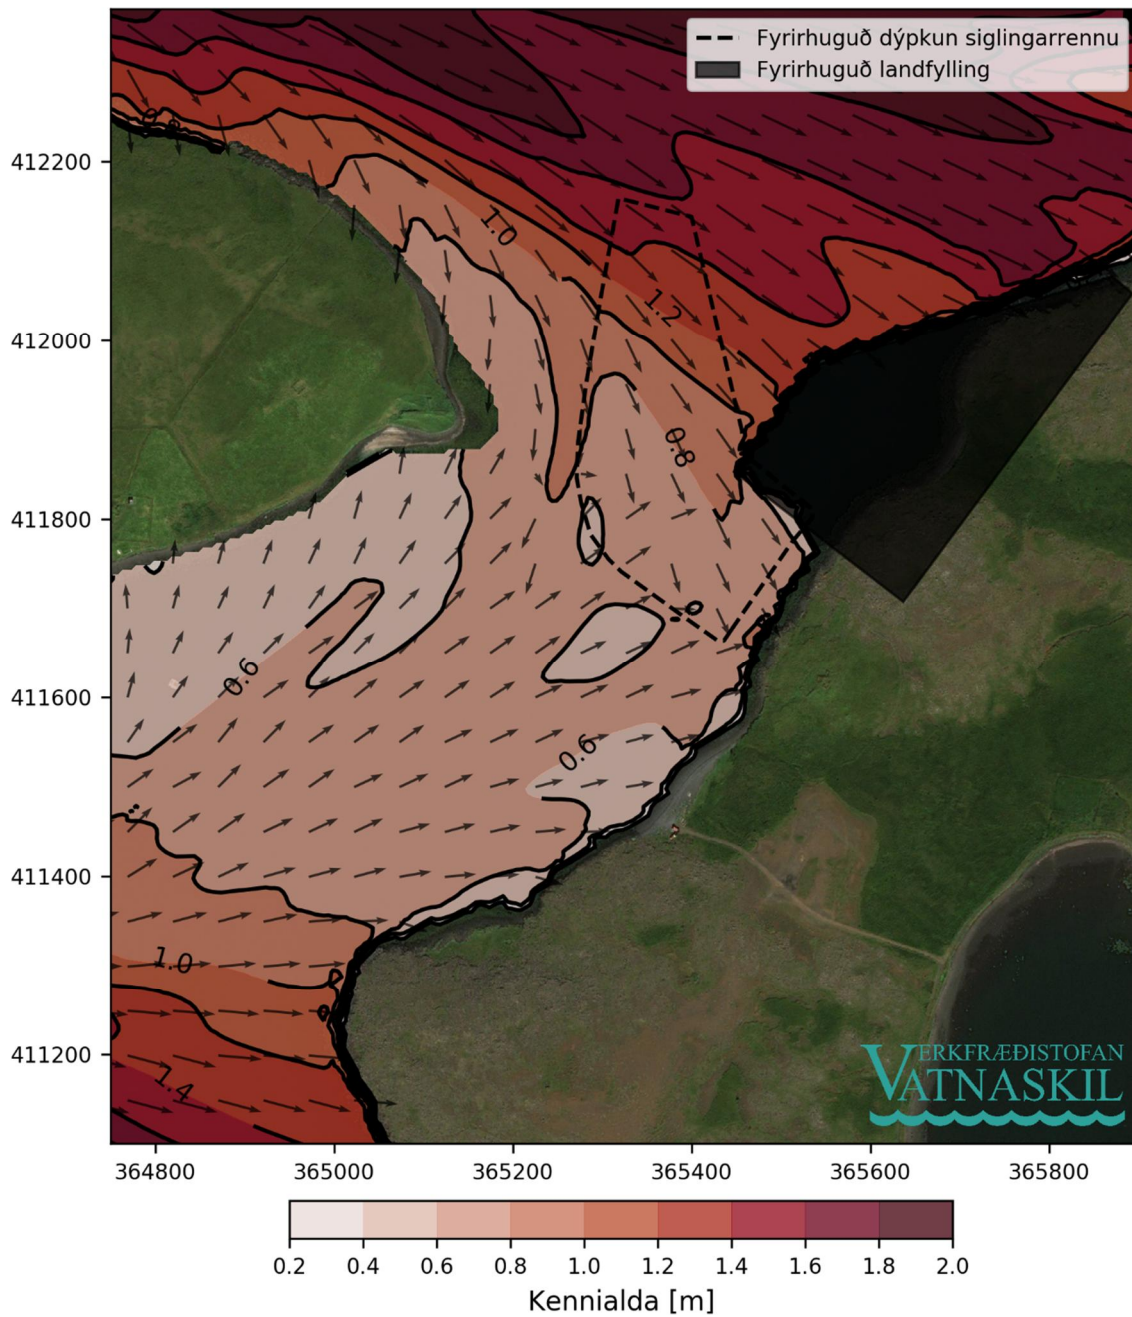 Fyrirhuguð dýpkun siglingarrennu
Fyrirhuguð landfylling
412200
412000
411800
411600
411400
411200
1.0
1.2
0.8
0.6
0.6
1.0
1.4
VERKFRÆÐISTOFAN
VATNASKIL
364800 365000 365200 365400 365600 365800
0.2 0.4 0.6 0.8 1.0 1.2 1.4 1.6 1.8 2.0
Kennialda [m]